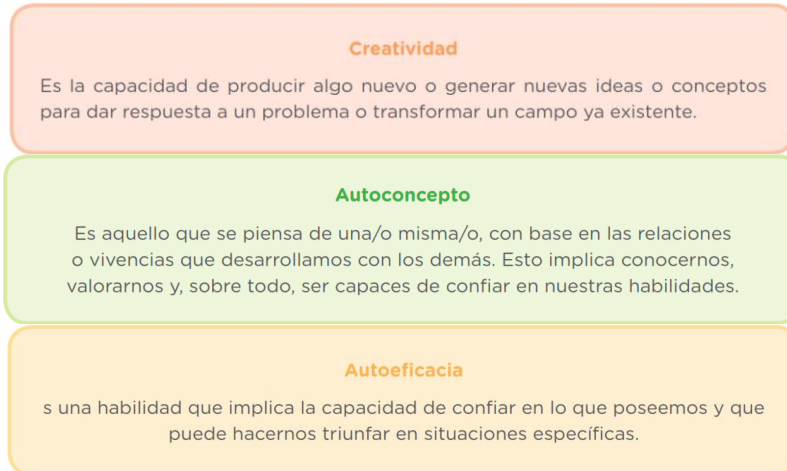 Creatividad
Es la capacidad de producir algo nuevo o generar nuevas ideas o conceptos
para dar respuesta a un problema o transformar un campo ya existente.
Autoconcepto
Es aquello que se piensa de una/o misma/o, con base en las relaciones
o vivencias que desarrollamos con los demás. Esto implica conocernos,
valorarnos y, sobre todo, ser capaces de confiar en nuestras habilidades.
Autoeficacia
s una habilidad que implica la capacidad de confiar en lo que poseemos y que
puede hacernos triunfar en situaciones específicas.